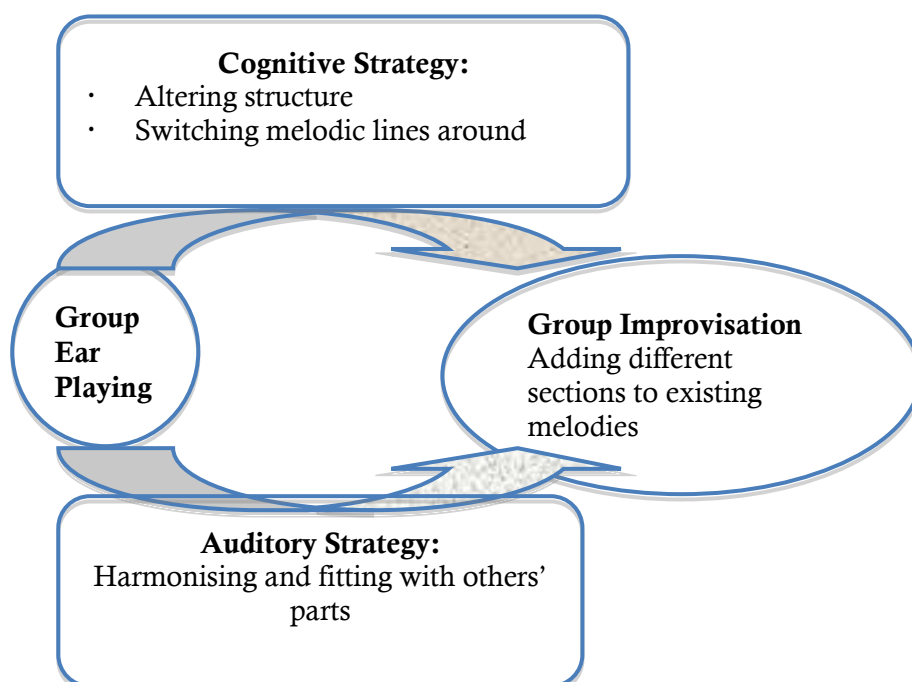 Cognitive Strategy:
· Altering structure
· Switching melodic lines around
Group
Ear
Playing
Group Improvisation
Adding different
sections to existing
melodies
Auditory Strategy:
Harmonising and fitting with others’
parts